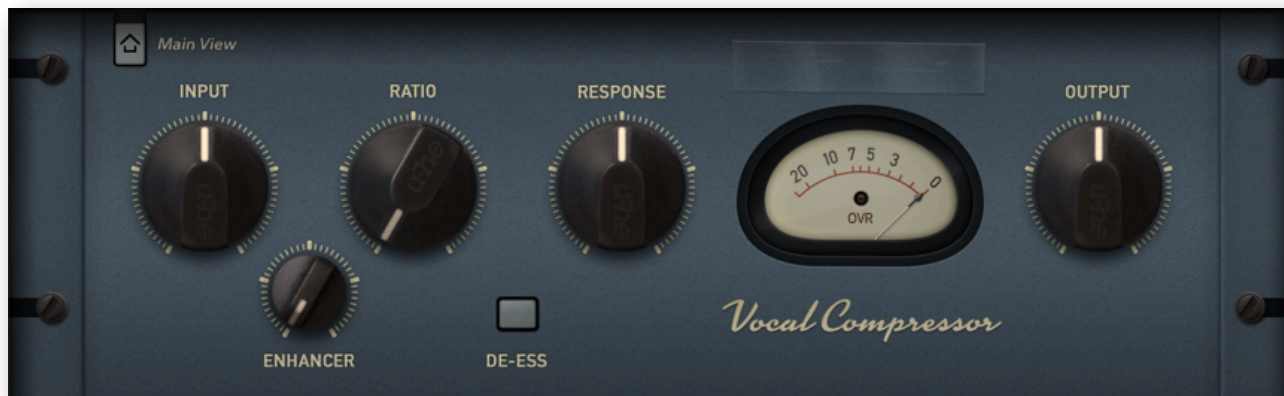 Main View
INPUT
RATIO
RESPONSE
OUTPUT
20 10 7 5 3 0
OVR
Vocal Compressor
ENHANCER
DE-ESS